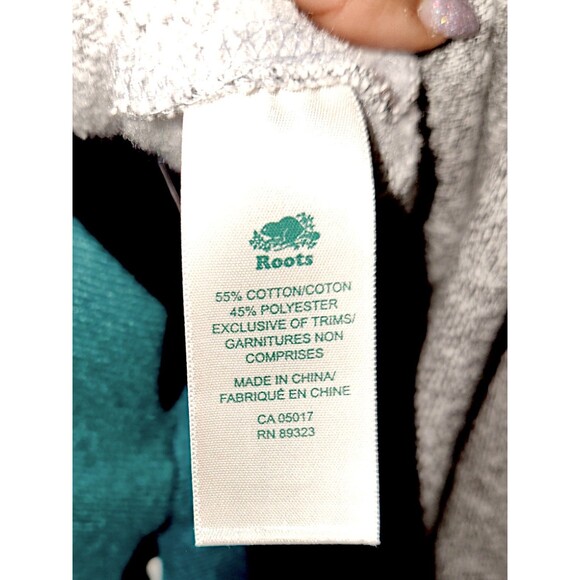 Roots
55% COTTON/COTON
45% POLYESTER
EXCLUSIVE OF TRIMS/
GARNITURES NON
COMPRISES
MADE IN CHINA/
FABRIQUÉ EN CHINE
CA 05017
RN 89323